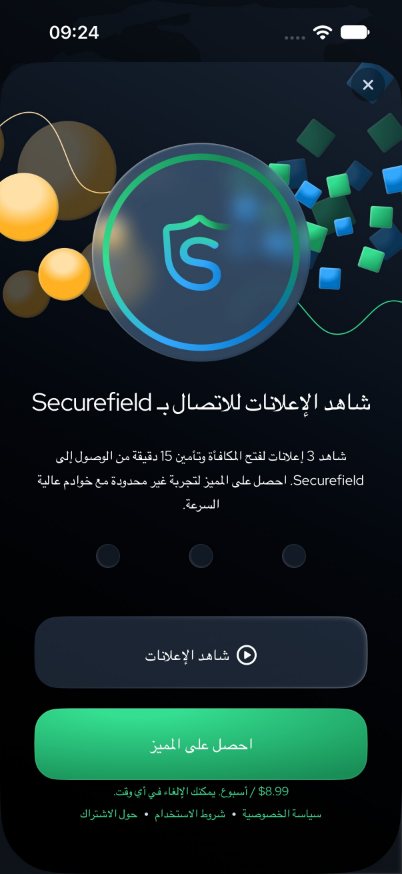 09:24
شاهد الإعلانات للاتصال بـ Securefield
شاهد 3 إعلانات لفتح المكافأة وتأمين 15 دقيقة من الوصول إلى
Securefield. احصل على المميز لتجربة غير محدودة مع خوادم عالية
السرعة.
شاهد الإعلانات
احصل على المميز
$8.99 / أسبوع. يمكنك الإلغاء في أي وقت.
سياسة الخصوصية • شروط الاستخدام • حول الاشتراك